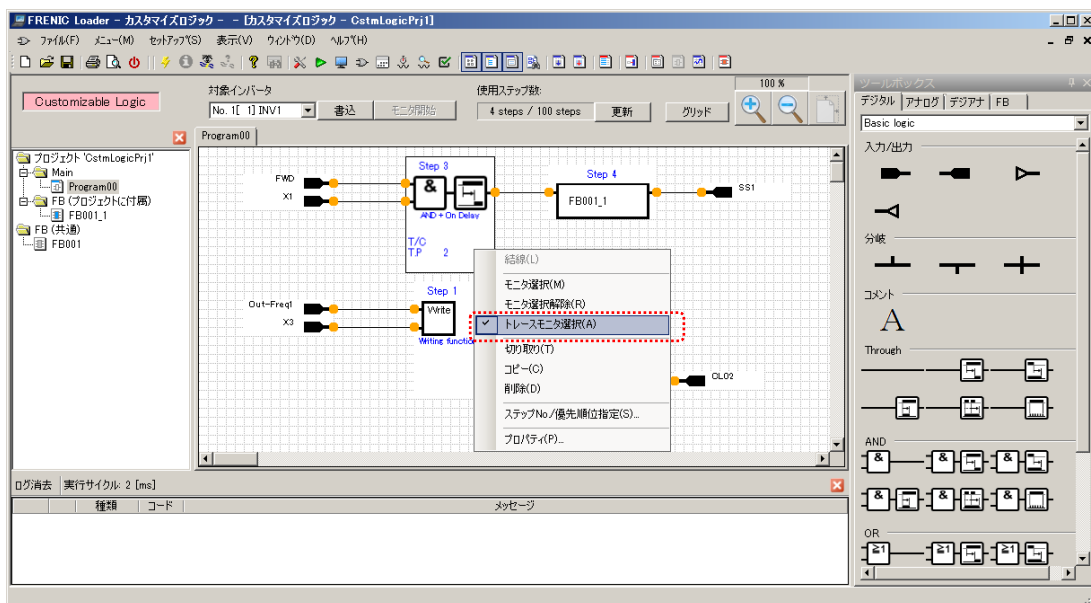 FRENIC Loader - カスタマイズロジック - - [カスタマイズロジック - CstmLogicPrj1]
ファイル(F) メニュー(M) セットアップ(S) 表示(V) ウィンドウ(D) ヘルプ(H)
Customizable Logic
対象インバータ
No. 1[ 1] INV1
書込
モニタ開始
使用ステップ数:
4 steps / 100 steps
更新
グリッド
100 %
プロジェクト 'CstmLogicPrj1'
Main
Program00
FB (プロジェクトに付属)
FB001_1
FB (共通)
FB001
Program00
FWD
X1
Step 3
&
AND + On Delay
T/C
T.P 2
Step 4
FB001_1
SS1
Out-Freq1
X3
Step 1
Write
Writing functio
CLO2
結線(L)
モニタ選択(M)
モニタ選択解除(R)
トレースモニタ選択(A)
切り取り(T)
コピー(C)
削除(D)
ステップNo/優先順位指定(S)...
プロパティ(P)...
ログ消去 実行サイクル: 2 [ms]
種類 コード メッセージ
ツールボックス
デジタル アナログ デジアナ FB
Basic logic
入力/出力
分岐
コメント
A
Through
AND
& & &
& & &
OR
≧1 ≧1 ≧1